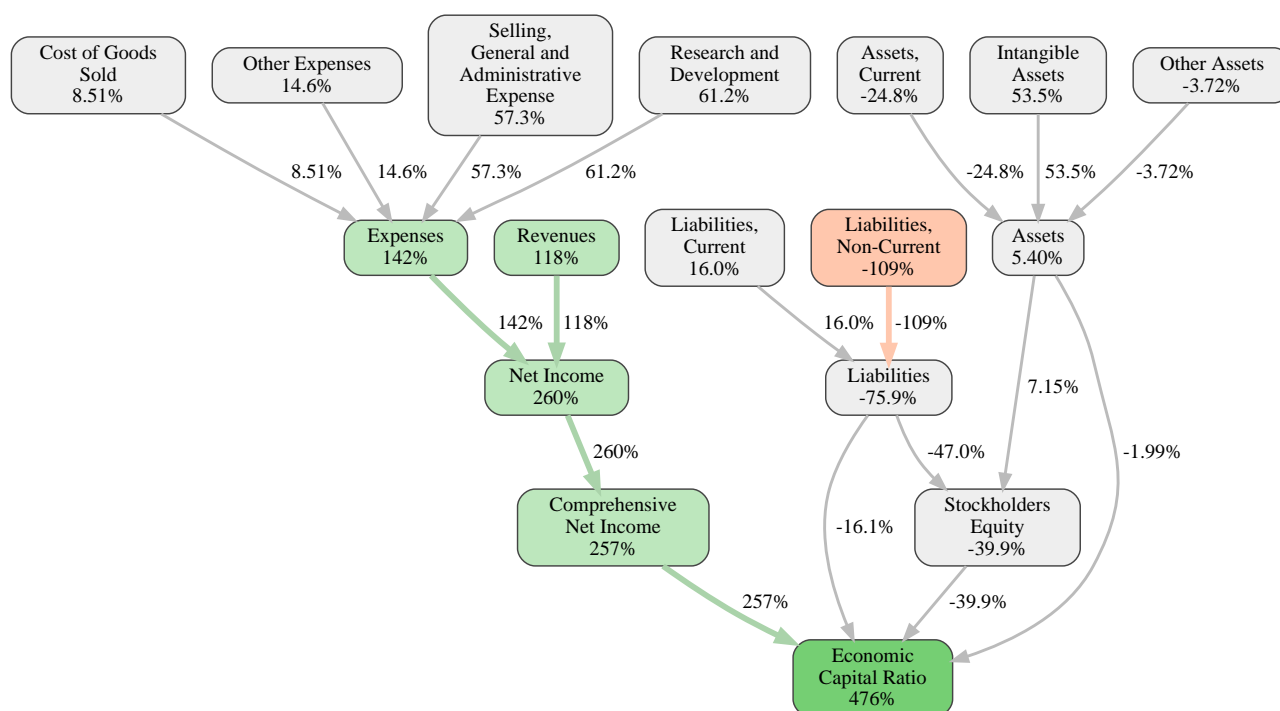 Cost of Goods
Sold
8.51%
Other Expenses
14.6%
Selling,
General and
Administrative
Expense
57.3%
Research and
Development
61.2%
Assets,
Current
-24.8%
Intangible
Assets
53.5%
Other Assets
-3.72%
8.51%
14.6%
57.3%
61.2%
-24.8%
53.5%
-3.72%
Expenses
142%
Revenues
118%
Liabilities,
Current
16.0%
Liabilities,
Non-Current
-109%
Assets
5.40%
142%
118%
16.0%
-109%
Net Income
260%
Liabilities
-75.9%
7.15%
260%
-47.0%
-1.99%
Comprehensive
Net Income
257%
-16.1%
Stockholders
Equity
-39.9%
257%
-39.9%
Economic
Capital Ratio
476%